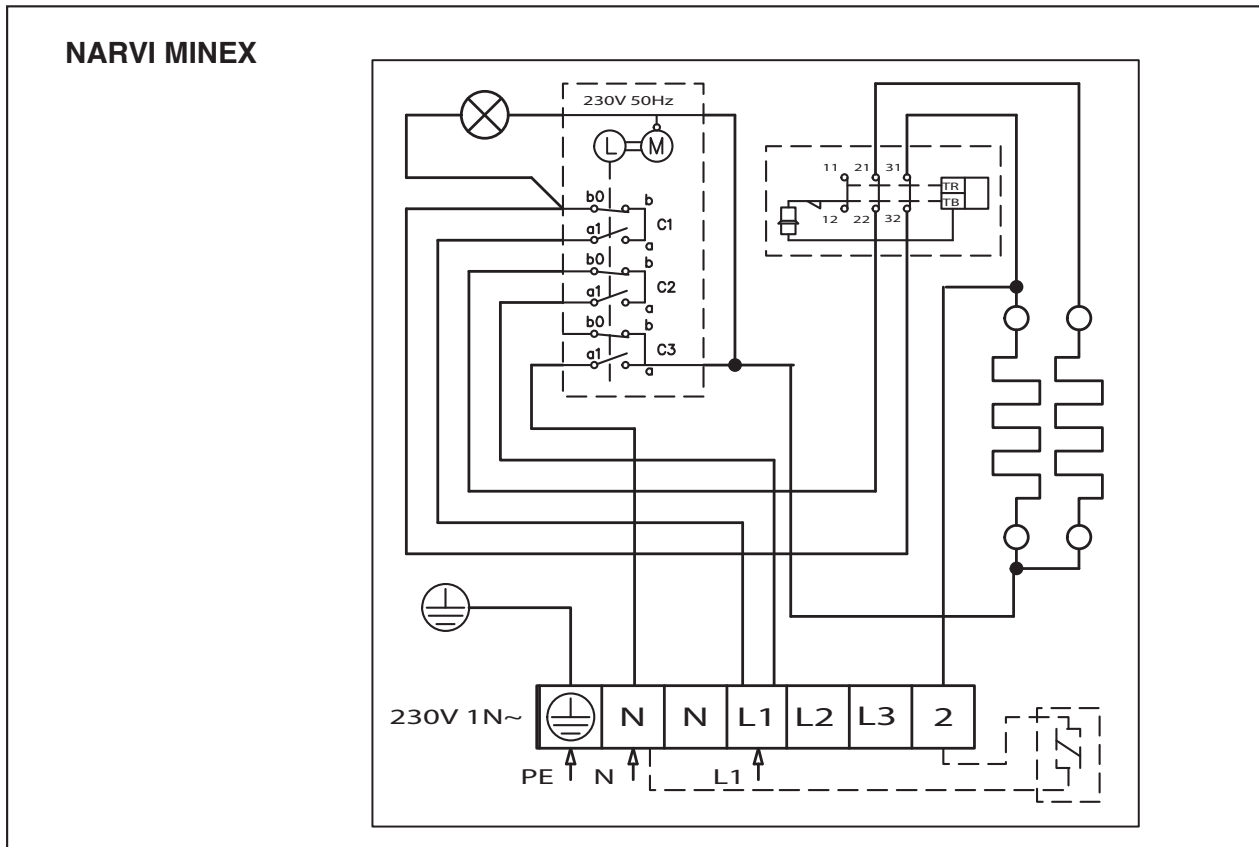 NARVI MINEX
230V 50Hz
L M
11 21 31
TR
TB
12 22 32
b0 b
C1
a1 a
b0 b
C2
a1 a
b0 b
C3
a1 a
230V 1N~ N N L1 L2 L3 2
PE N L1